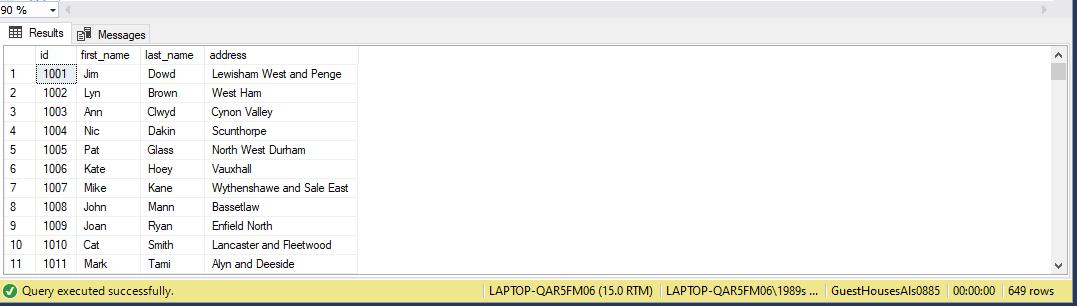 90 %
Results Messages
id first_name last_name address
1 1001 Jim Dowd Lewisham West and Penge
2 1002 Lyn Brown West Ham
3 1003 Ann Clwyd Cynon Valley
4 1004 Nic Dakin Scunthorpe
5 1005 Pat Glass North West Durham
6 1006 Kate Hoey Vauxhall
7 1007 Mike Kane Wythenshawe and Sale East
8 1008 John Mann Bassetlaw
9 1009 Joan Ryan Enfield North
10 1010 Cat Smith Lancaster and Fleetwood
11 1011 Mark Tami Alyn and Deeside
Query executed successfully. LAPTOP-QAR5FM06 (15.0 RTM) LAPTOP-QAR5FM06\1989s ... GuestHousesAls0885 00:00:00 649 rows